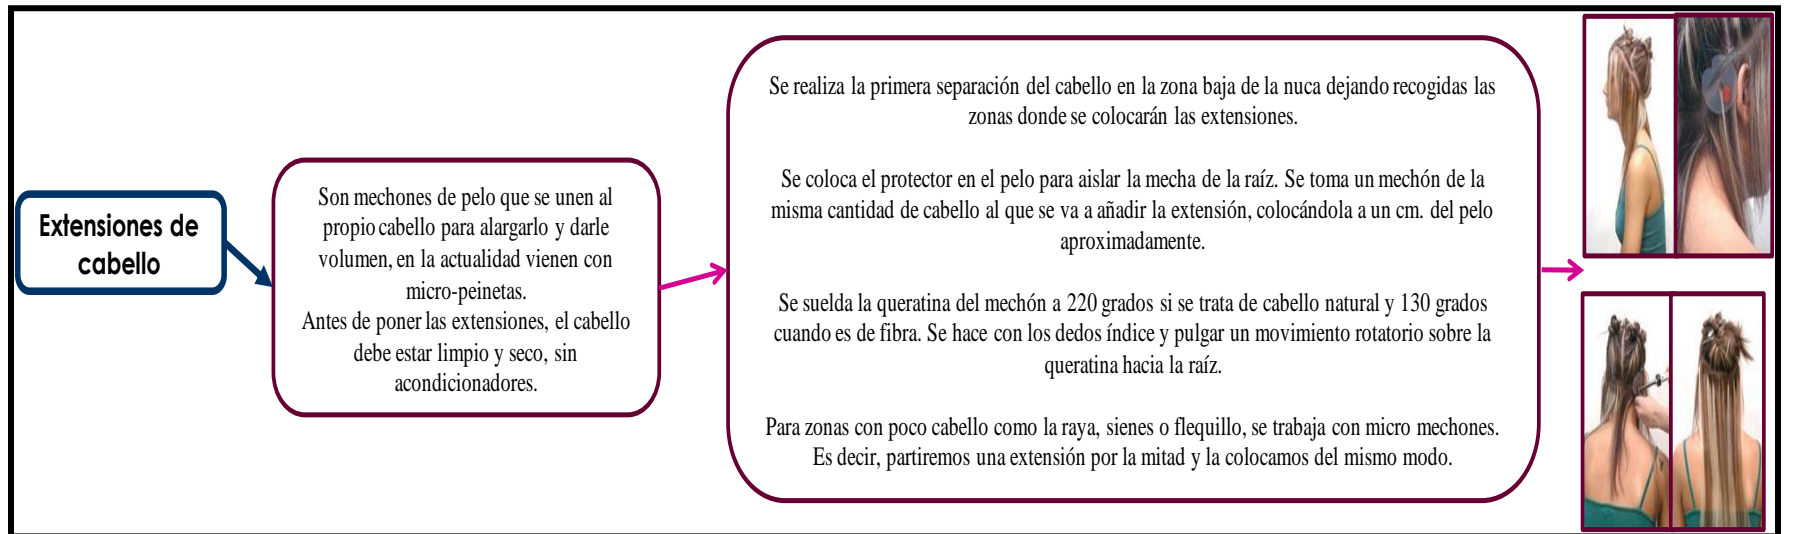 Extensiones de
cabello
Son mechones de pelo que se unen al
propio cabello para alargarlo y darle
volumen, en la actualidad vienen con
micro-peinetas.
Antes de poner las extensiones, el cabello
debe estar limpio y seco, sin
acondicionadores.
Se realiza la primera separación del cabello en la zona baja de la nuca dejando recogidas las
zonas donde se colocarán las extensiones.
Se coloca el protector en el pelo para aislar la mecha de la raíz. Se toma un mechón de la
misma cantidad de cabello al que se va a añadir la extensión, colocándola a un cm. del pelo
aproximadamente.
Se suelda la queratina del mechón a 220 grados si se trata de cabello natural y 130 grados
cuando es de fibra. Se hace con los dedos índice y pulgar un movimiento rotatorio sobre la
queratina hacia la raíz.
Para zonas con poco cabello como la raya, sienes o flequillo, se trabaja con micro mechones.
Es decir, partiremos una extensión por la mitad y la colocamos del mismo modo.